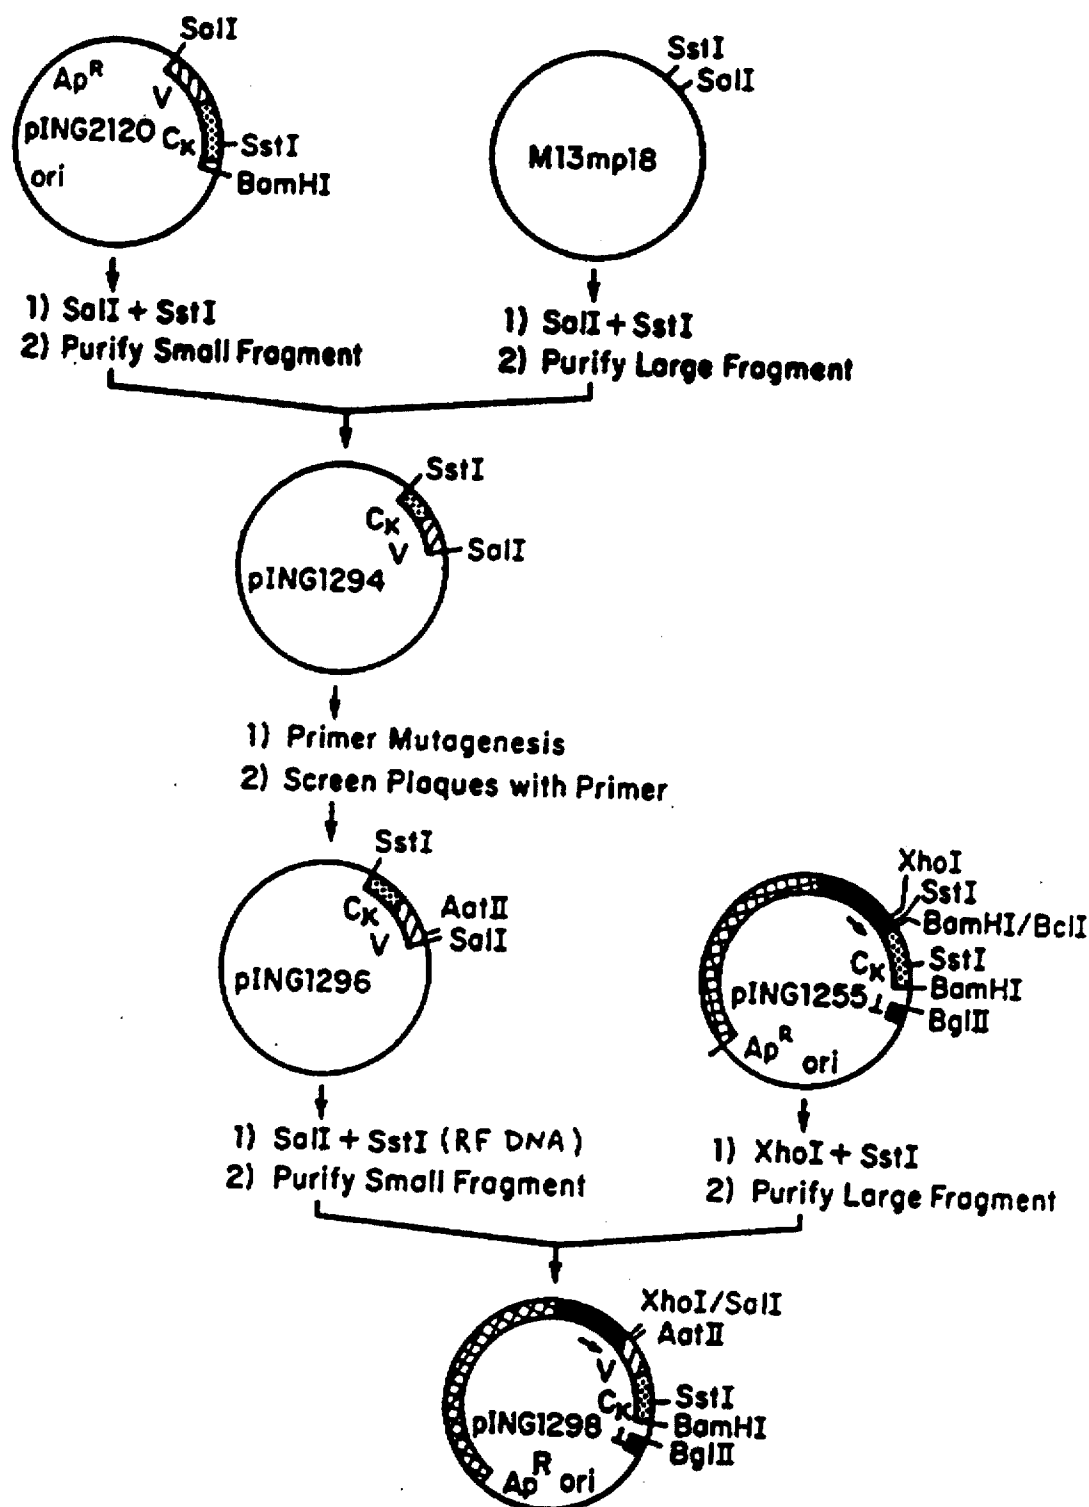 SalI
Ap^R
V
pING2120
Cκ
SstI
ori
BamHI
SstI
SalI
M13mp18
1) SalI + SstI
2) Purify Small Fragment
1) SalI + SstI
2) Purify Large Fragment
SstI
Cκ
V
SalI
pING1294
1) Primer Mutagenesis
2) Screen Plaques with Primer
SstI
Cκ
AatII
V
SalI
pING1296
XhoI
SstI
BamHI/BclI
Cκ
SstI
pING1255
BamHI
T
BglII
Ap^R
ori
1) SalI + SstI (RF DNA)
2) Purify Small Fragment
1) XhoI + SstI
2) Purify Large Fragment
XhoI/SalI
AatII
V
Cκ
SstI
pING1298
BamHI
T
BglII
Ap^R
ori